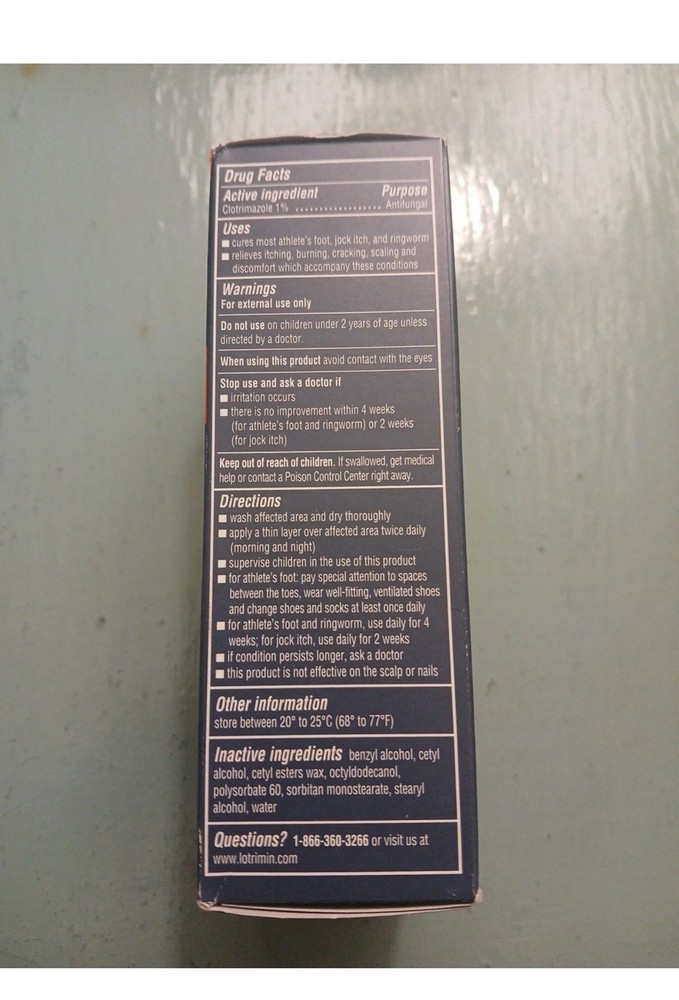 Drug Facts
Active ingredient Purpose
Clotrimazole 1% .................. Antifungal
Uses
■ cures most athlete's foot, jock itch, and ringworm
■ relieves itching, burning, cracking, scaling and
discomfort which accompany these conditions
Warnings
For external use only
Do not use on children under 2 years of age unless
directed by a doctor.
When using this product avoid contact with the eyes
Stop use and ask a doctor if
■ irritation occurs
■ there is no improvement within 4 weeks
(for athlete's foot and ringworm) or 2 weeks
(for jock itch)
Keep out of reach of children. If swallowed, get medical
help or contact a Poison Control Center right away.
Directions
■ wash affected area and dry thoroughly
■ apply a thin layer over affected area twice daily
(morning and night)
■ supervise children in the use of this product
■ for athlete's foot: pay special attention to spaces
between the toes, wear well-fitting, ventilated shoes
and change shoes and socks at least once daily
■ for athlete's foot and ringworm, use daily for 4
weeks; for jock itch, use daily for 2 weeks
■ if condition persists longer, ask a doctor
■ this product is not effective on the scalp or nails
Other information
store between 20° to 25°C (68° to 77°F)
Inactive ingredients benzyl alcohol, cetyl
alcohol, cetyl esters wax, octyldodecanol,
polysorbate 60, sorbitan monostearate, stearyl
alcohol, water
Questions? 1-866-360-3266 or visit us at
www.lotrimin.com